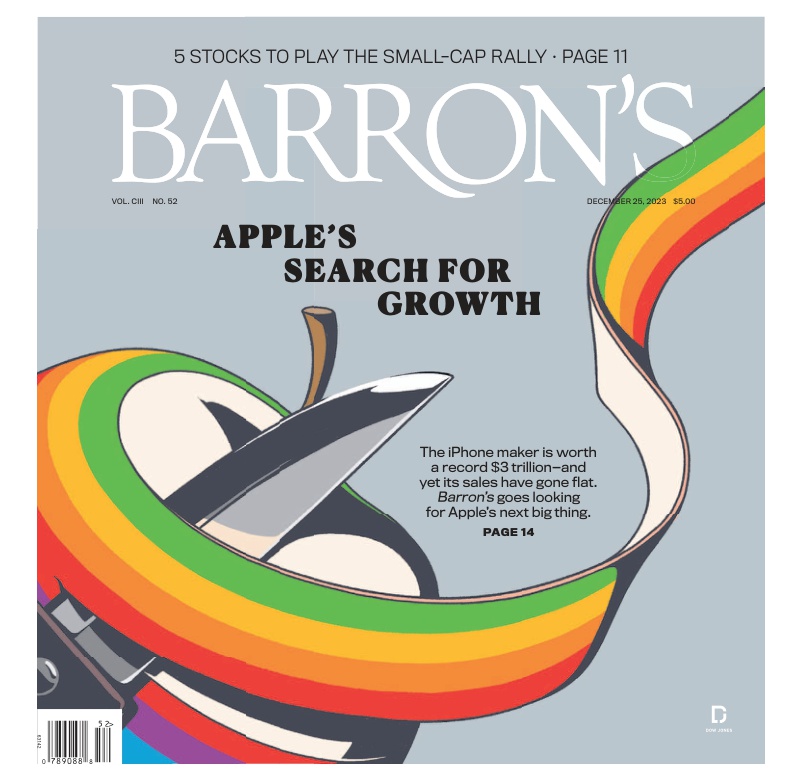 5 STOCKS TO PLAY THE SMALL-CAP RALLY · PAGE 11
BARRON'S
VOL. CIII NO. 52
DECEMBER 25, 2023 $5.00
APPLE'S
SEARCH FOR
GROWTH
The iPhone maker is worth
a record $3 trillion—and
yet its sales have gone flat.
Barron's goes looking
for Apple's next big thing.
PAGE 14
D
DOW JONES
52>
0 789088 8